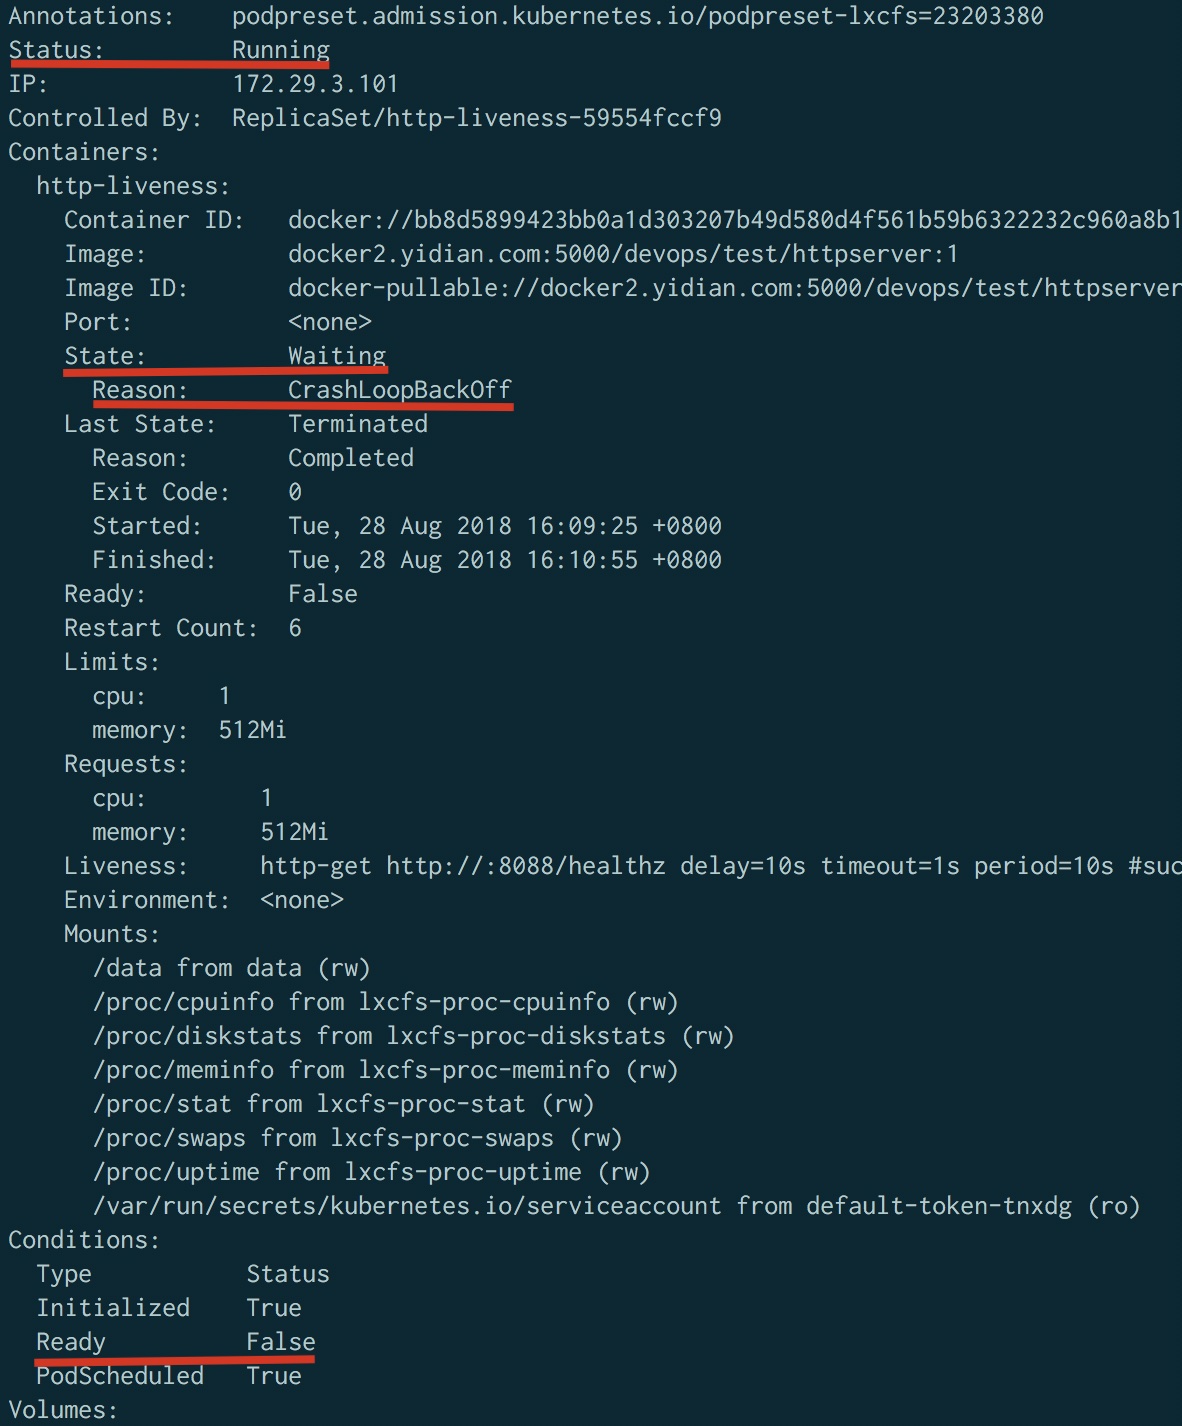 Annotations:    podpreset.admission.kubernetes.io/podpreset-lxcfs=23203380
Status:         Running
IP:             172.29.3.101
Controlled By:  ReplicaSet/http-liveness-59554fccf9
Containers:
  http-liveness:
    Container ID:   docker://bb8d5899423bb0a1d303207b49d580d4f561b59b6322232c960a8b1
    Image:          docker2.yidian.com:5000/devops/test/httpserver:1
    Image ID:       docker-pullable://docker2.yidian.com:5000/devops/test/httpserver
    Port:           <none>
    State:          Waiting
      Reason:       CrashLoopBackOff
    Last State:     Terminated
      Reason:       Completed
      Exit Code:    0
      Started:      Tue, 28 Aug 2018 16:09:25 +0800
      Finished:     Tue, 28 Aug 2018 16:10:55 +0800
    Ready:          False
    Restart Count:  6
    Limits:
      cpu:     1
      memory:  512Mi
    Requests:
      cpu:        1
      memory:     512Mi
    Liveness:     http-get http://:8088/healthz delay=10s timeout=1s period=10s #suc
    Environment:  <none>
    Mounts:
      /data from data (rw)
      /proc/cpuinfo from lxcfs-proc-cpuinfo (rw)
      /proc/diskstats from lxcfs-proc-diskstats (rw)
      /proc/meminfo from lxcfs-proc-meminfo (rw)
      /proc/stat from lxcfs-proc-stat (rw)
      /proc/swaps from lxcfs-proc-swaps (rw)
      /proc/uptime from lxcfs-proc-uptime (rw)
      /var/run/secrets/kubernetes.io/serviceaccount from default-token-tnxdg (ro)
Conditions:
  Type           Status
  Initialized    True
  Ready          False
  PodScheduled   True
Volumes: